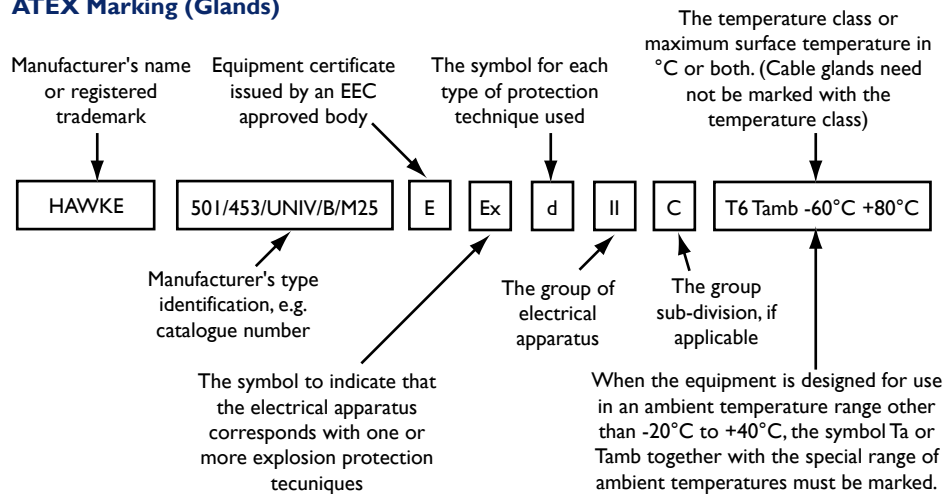 ATEX Marking (Glands)
The temperature class or
maximum surface temperature in
°C or both. (Cable glands need
not be marked with the
temperature class)
Manufacturer's name
or registered
trademark
Equipment certificate
issued by an EEC
approved body
The symbol for each
type of protection
technique used
HAWKE
501/453/UNIV/B/M25
E
Ex
d
II
C
T6 Tamb -60°C +80°C
Manufacturer's type
identification, e.g.
catalogue number
The group of
electrical
apparatus
The group
sub-division, if
applicable
The symbol to indicate that
the electrical apparatus
corresponds with one or
more explosion protection
tecuniques
When the equipment is designed for use
in an ambient temperature range other
than -20°C to +40°C, the symbol Ta or
Tamb together with the special range of
ambient temperatures must be marked.